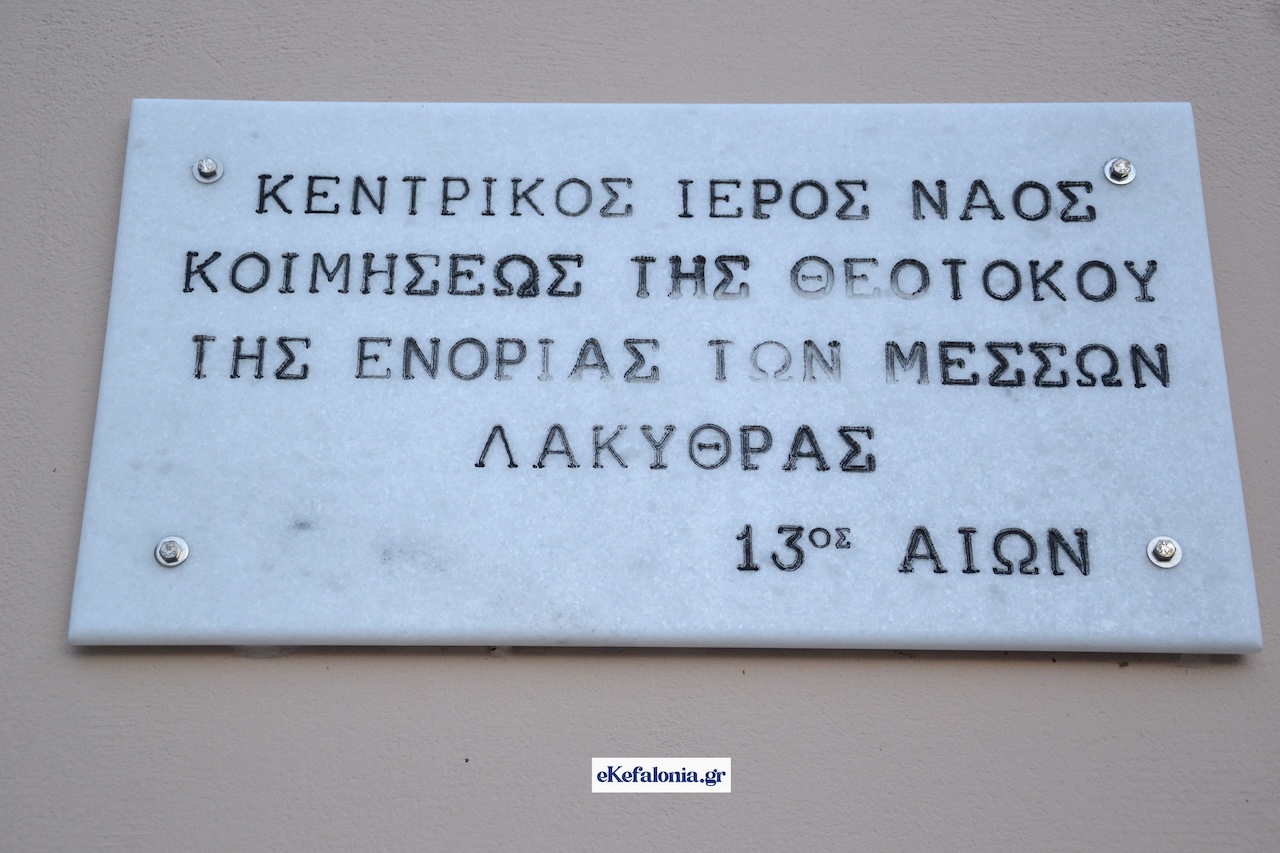 ΚΕΝΤΡΙΚΟΣ ΙΕΡΟΣ ΝΑΟΣ
ΚΟΙΜΗΣΕΩΣ ΤΗΣ ΘΕΟΤΟΚΟΥ
ΤΗΣ ΕΝΟΡΙΑΣ ΤΩΝ ΜΕΣΣΩΝ
ΛΑΚΥΘΡΑΣ
13ος ΑΙΩΝ
eKefalonia.gr